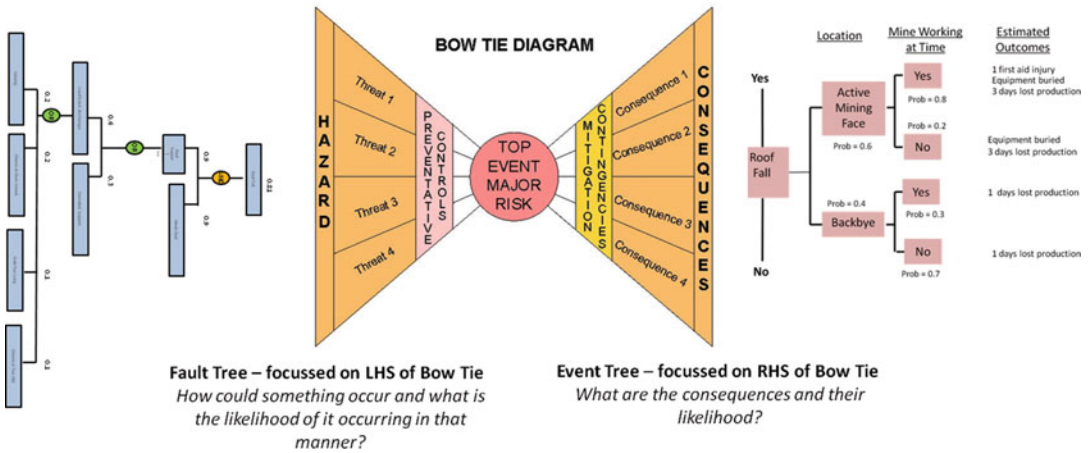 BOW TIE DIAGRAM
HAZARD
Threat 1
Threat 2
Threat 3
Threat 4
PREVENTATIVE
CONTROLS
TOP
EVENT
MAJOR
RISK
MITIGATION
CONTINGENCIES
Consequence 1
Consequence 2
Consequence 3
Consequence 4
CONSEQUENCES
0.2
0.2
0.1
0.1
0.3
0.9
0.9
Location
Mine Working
at Time
Estimated
Outcomes
Yes
No
Roof
Fall
Active
Mining
Face
Prob = 0.6
Yes
Prob = 0.8
Prob = 0.2
No
1 first aid injury
Equipment buried
3 days lost production
Equipment buried
3 days lost production
Prob = 0.4
Backbye
Yes
Prob = 0.3
No
Prob = 0.7
1 days lost production
1 days lost production
Fault Tree – focussed on LHS of Bow Tie
How could something occur and what is
the likelihood of it occurring in that
manner?
Event Tree – focussed on RHS of Bow Tie
What are the consequences and their
likelihood?